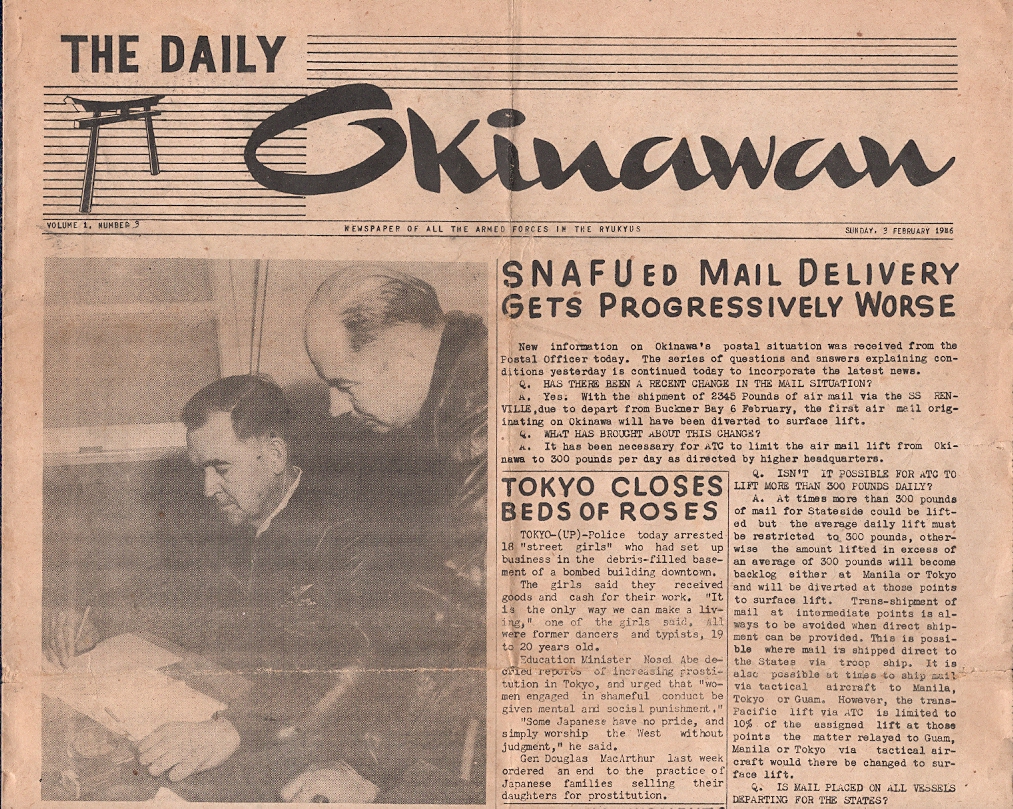 THE DAILY
Okinawan
VOLUME 1, NUMBER 3
NEWSPAPER OF ALL THE ARMED FORCES IN THE RYUKYUS
SUNDAY, 3 FEBRUARY 1946
SNAFUED MAIL DELIVERY
GETS PROGRESSIVELY WORSE
New information on Okinawa's postal situation was received from the
Postal Officer today. The series of questions and answers explaining con-
ditions yesterday is continued today to incorporate the latest news.
Q. HAS THERE BEEN A RECENT CHANGE IN THE MAIL SITUATION?
A. Yes. With the shipment of 2345 Pounds of air mail via the SS REN-
VILLE,due to depart from Buckner Bay 6 February, the first air mail orig-
inating on Okinawa will have been diverted to surface lift.
Q. WHAT HAS BROUGHT ABOUT THIS CHANGE?
A. It has been necessary for ATC to limit the air mail lift from Oki-
nawa to 300 pounds per day as directed by higher headquarters.
TOKYO CLOSES
BEDS OF ROSES
TOKYO-(UP)-Police today arrested
18 "street girls" who had set up
business in the debris-filled base-
ment of a bombed building downtown.
The girls said they received
goods and cash for their work. "It
is the only way we can make a liv-
ing," one of the girls said. All
were former dancers and typists, 19
to 20 years old.
Education Minister Nosei Abe de-
cried reports of increasing prosti-
tution in Tokyo, and urged that "wo-
men engaged in shameful conduct be
given mental and social punishment."
"Some Japanese have no pride, and
simply worship the West without
judgment," he said.
Gen Douglas MacArthur last week
ordered an end to the practice of
Japanese families selling their
daughters for prostitution.
Q. ISN'T IT POSSIBLE FOR ATC TO
LIFT MORE THAN 300 POUNDS DAILY?
A. At times more than 300 pounds
of mail for Stateside could be lift-
ed but the average daily lift must
be restricted to 300 pounds, other-
wise the amount lifted in excess of
an average of 300 pounds will become
backlog either at Manila or Tokyo
and will be diverted at those points
to surface lift. Trans-shipment of
mail at intermediate points is al-
ways to be avoided when direct ship-
ment can be provided. This is possi-
ble where mail is shipped direct to
the States via troop ship. It is
also possible at times to ship mail
via tactical aircraft to Manila,
Tokyo or Guam. However, the trans-
Pacific lift via ATC is limited to
10% of the assigned lift at those
points the matter relayed to Guam,
Manila or Tokyo via tactical air-
craft would there be changed to sur-
face lift.
Q. IS MAIL PLACED ON ALL VESSELS
DEPARTING FOR THE STATES?